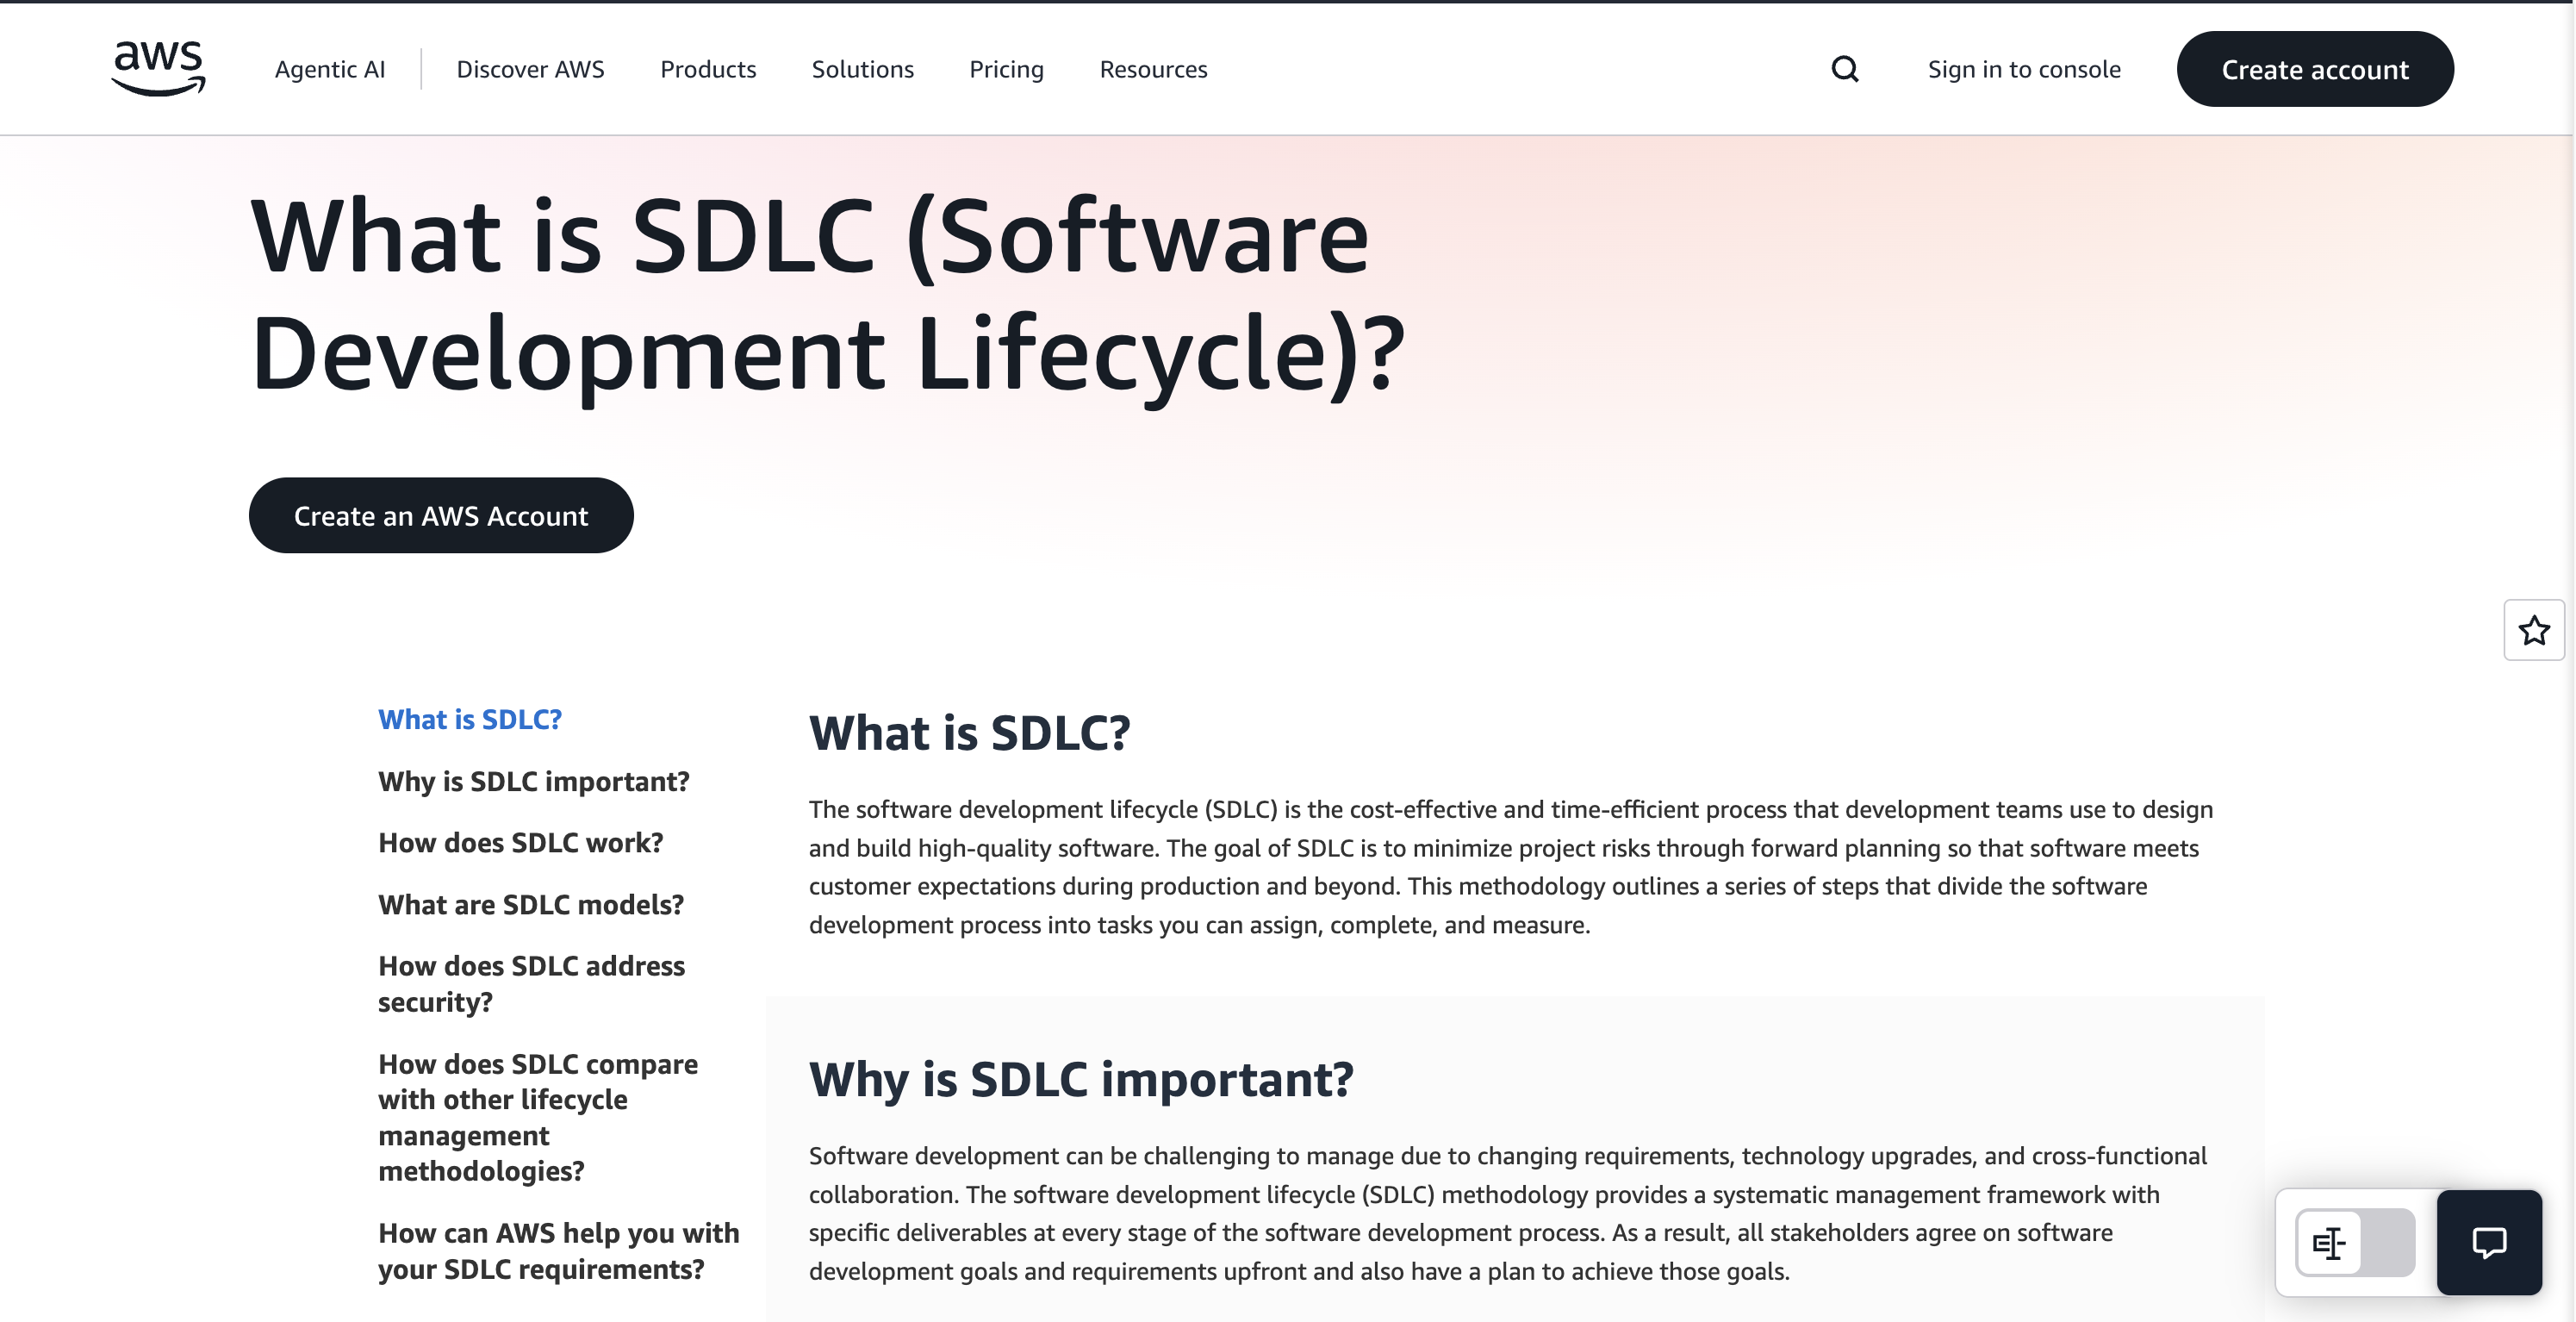 aws
Agentic AI
Discover AWS
Products
Solutions
Pricing
Resources
Sign in to console
Create account
What is SDLC (Software
Development Lifecycle)?
Create an AWS Account
What is SDLC?
Why is SDLC important?
How does SDLC work?
What are SDLC models?
How does SDLC address
security?
How does SDLC compare
with other lifecycle
management
methodologies?
How can AWS help you with
your SDLC requirements?
What is SDLC?
The software development lifecycle (SDLC) is the cost-effective and time-efficient process that development teams use to design
and build high-quality software. The goal of SDLC is to minimize project risks through forward planning so that software meets
customer expectations during production and beyond. This methodology outlines a series of steps that divide the software
development process into tasks you can assign, complete, and measure.
Why is SDLC important?
Software development can be challenging to manage due to changing requirements, technology upgrades, and cross-functional
collaboration. The software development lifecycle (SDLC) methodology provides a systematic management framework with
specific deliverables at every stage of the software development process. As a result, all stakeholders agree on software
development goals and requirements upfront and also have a plan to achieve those goals.